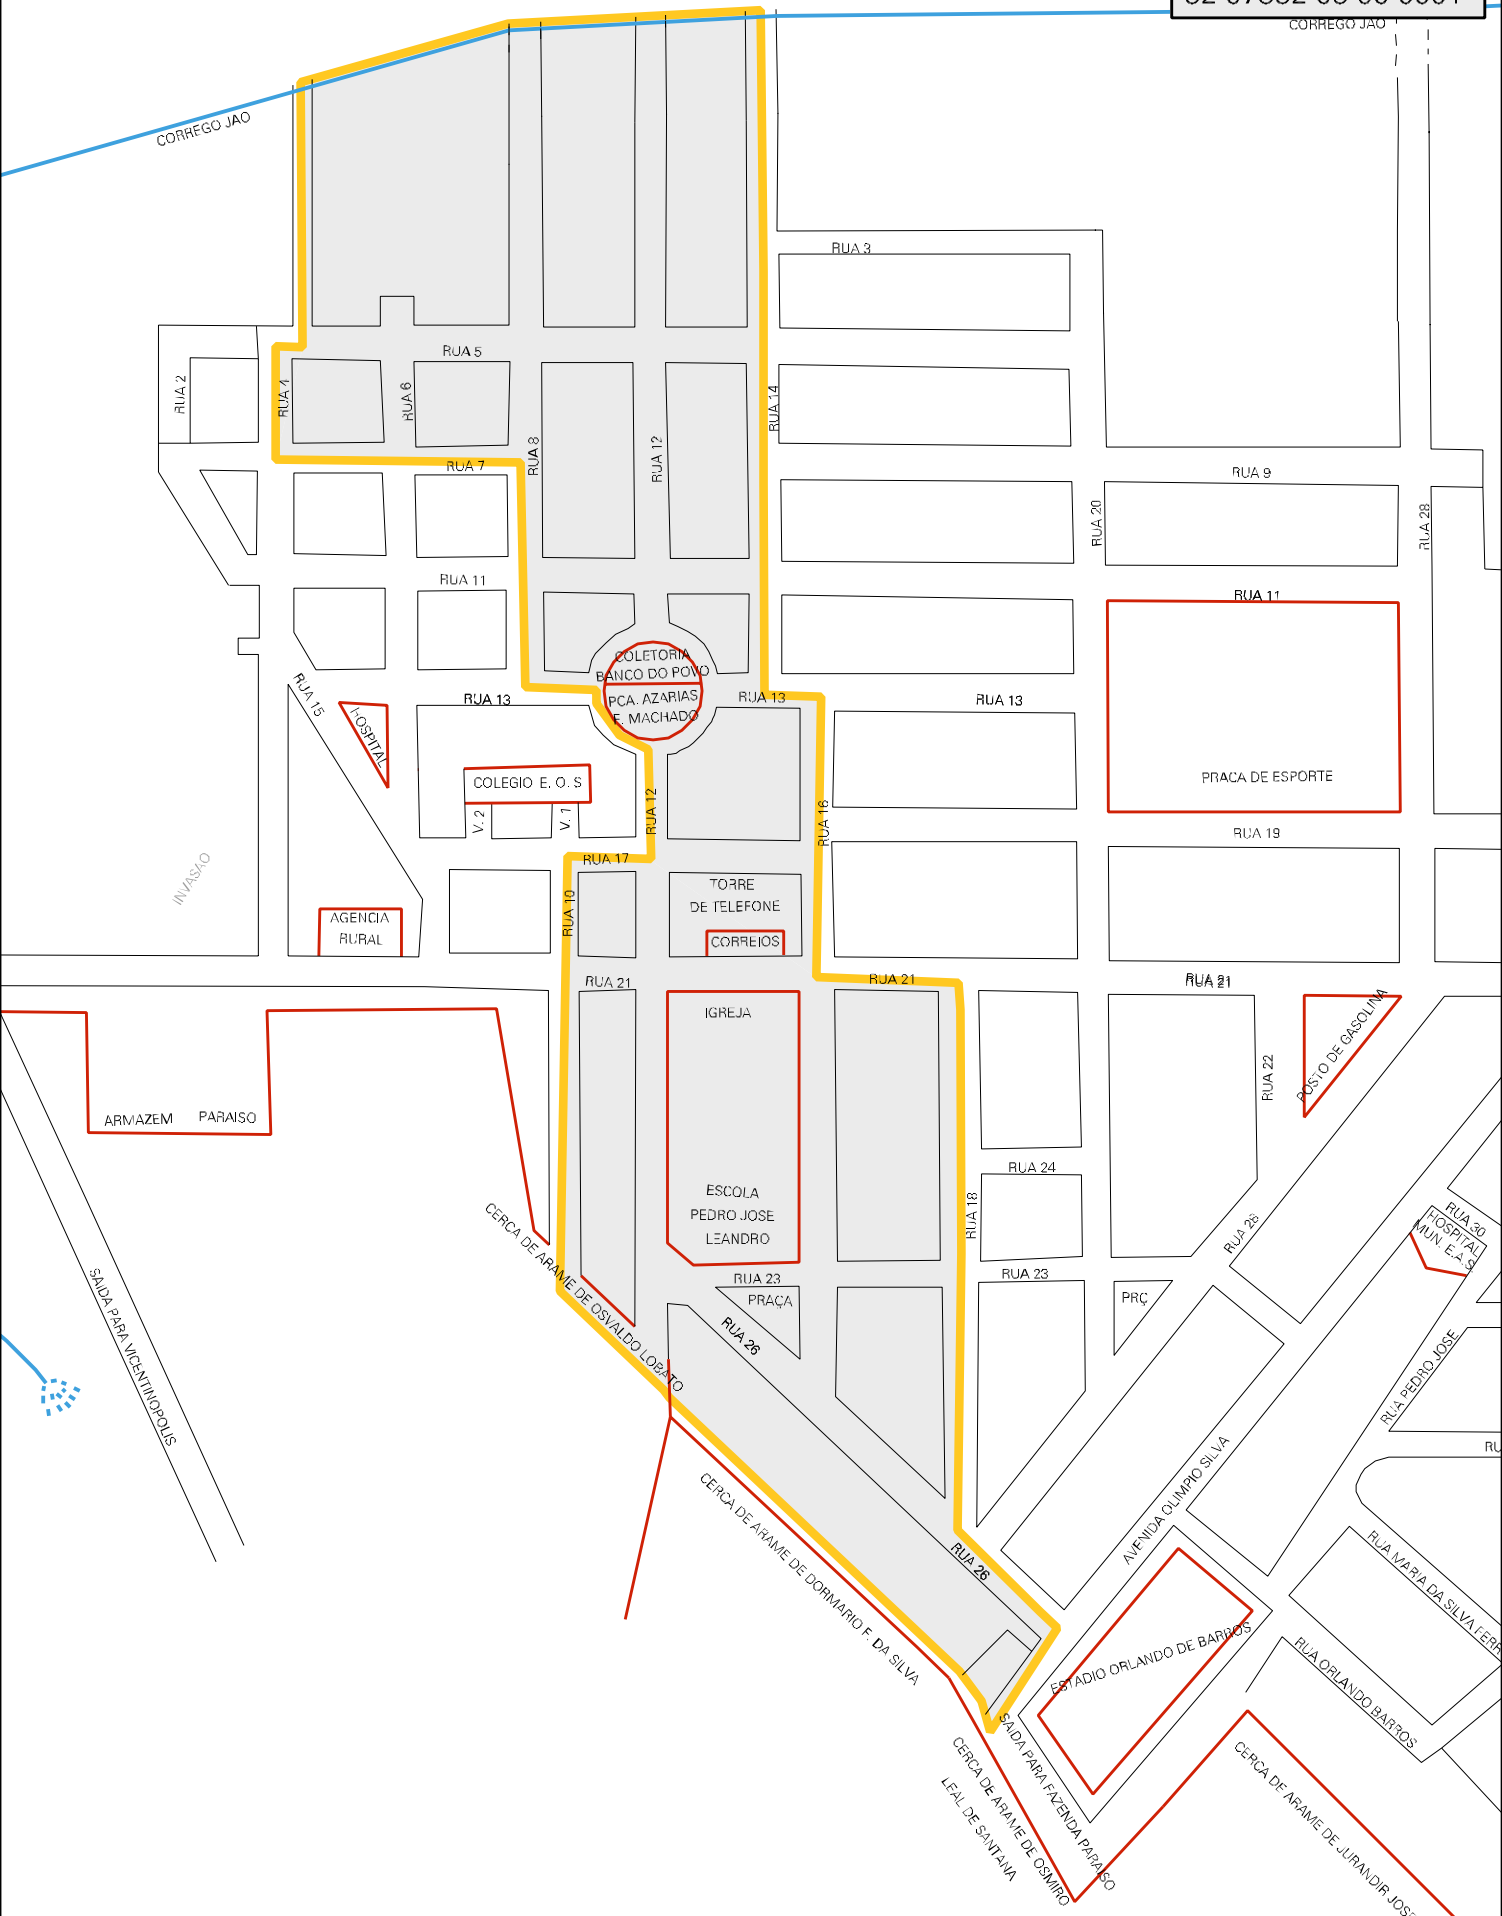 CORREGO JAO
CORREGO JAO
RUA 3
RUA 5
RUA 2
RUA 4
RUA 6
RUA 8
RUA 12
RUA 14
RUA 7
RUA 9
RUA 20
RUA 28
RUA 11
RUA 11
COLETORIA
BANCO DO POVO
PCA. AZARIAS
F. MACHADO
RUA 13
RUA 13
RUA 13
RUA 15
HOSPITAL
COLEGIO E. O. S
V. 2
V. 1
RUA 12
RUA 16
PRACA DE ESPORTE
RUA 19
RUA 17
INVASAO
RUA 10
TORRE
DE TELEFONE
CORREIOS
AGENCIA
RURAL
RUA 21
RUA 21
RUA 21
IGREJA
POSTO DE GASOLINA
RUA 22
ARMAZEM PARAISO
RUA 24
ESCOLA
PEDRO JOSE
LEANDRO
RUA 18
RUA 26
RUA 30
HOSPITAL
MUN. E.A.S
CERCA DE ARAME DE OSVALDO LOBATO
RUA 23
RUA 23
PRAÇA
PRÇ
RUA 26
SAIDA PARA VICENTINOPOLIS
RUA PEDRO JOSE
RU
AVENIDA OLIMPIO SILVA
CERCA DE ARAME DE DORMARIO F. DA SILVA
RUA 26
RUA MARIA DA SILVA FERR
ESTADIO ORLANDO DE BARROS
RUA ORLANDO BARROS
SAIDA PARA FAZENDA PARAISO
CERCA DE ARAME DE OSMIRO
LEAL DE SANTANA
CERCA DE ARAME DE JURANDIR JOSE